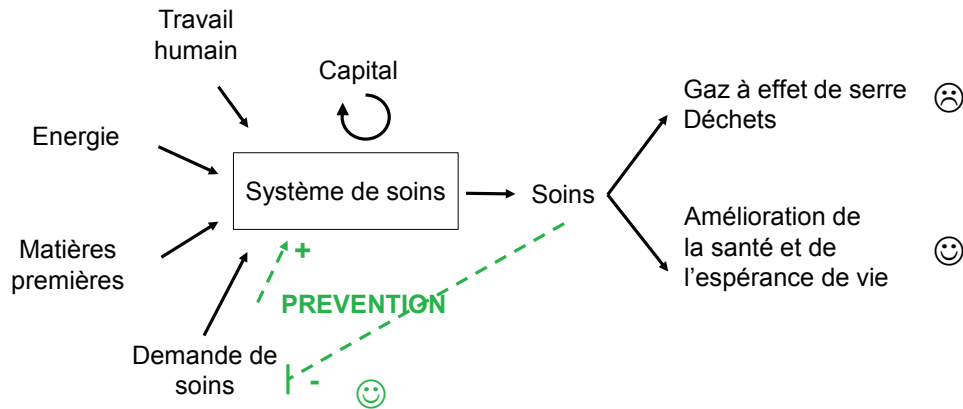 Travail
humain
Capital
Gaz à effet de serre
Déchets
Energie
Système de soins
Soins
Matières
premières
Amélioration de
la santé et de
l'espérance de vie
+
PREVENTION
Demande de
soins
-